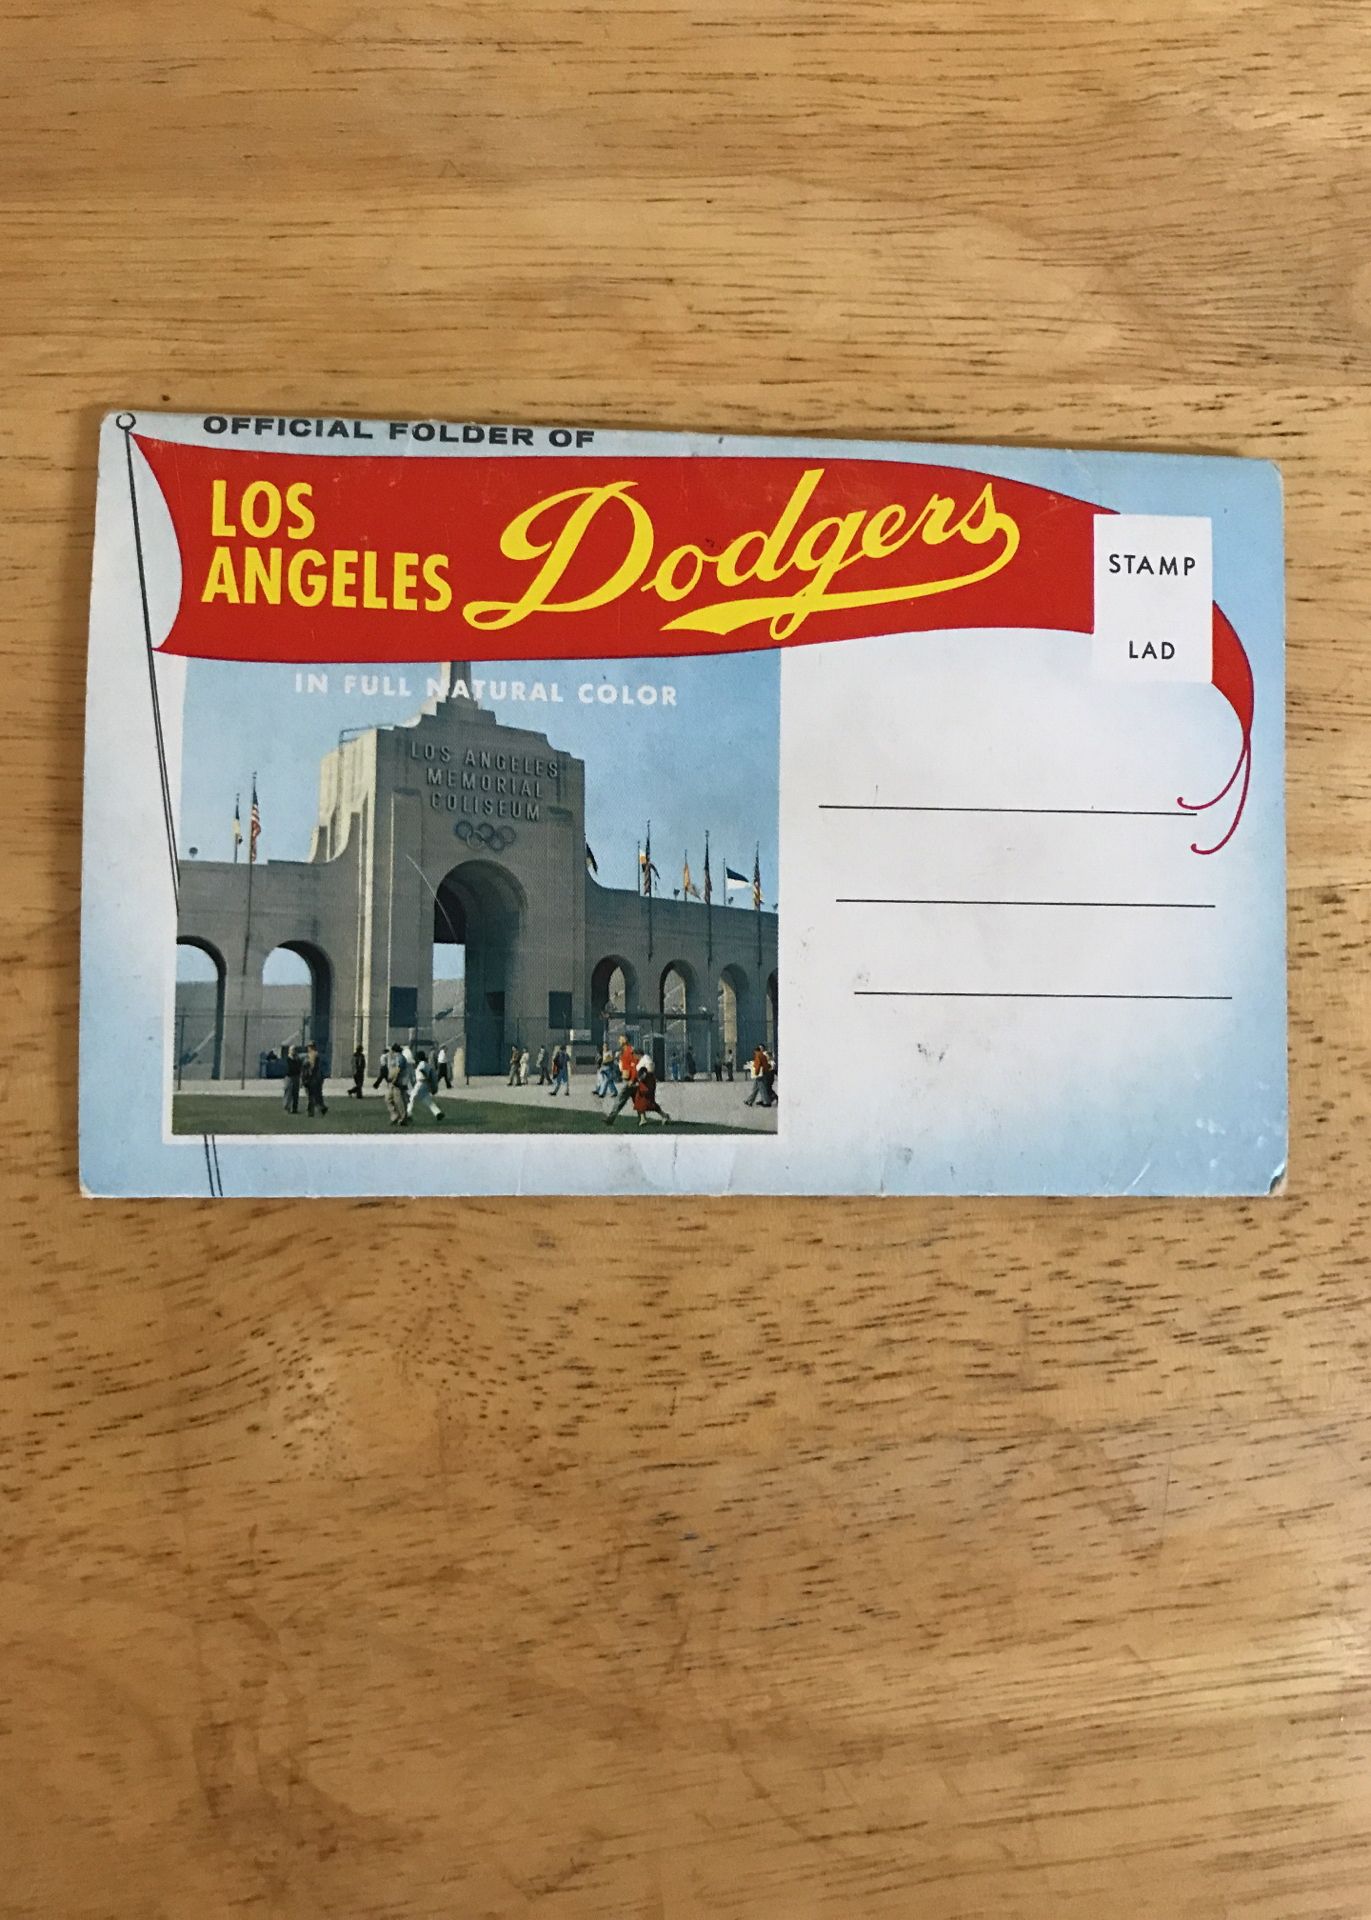 OFFICIAL FOLDER OF
LOS
ANGELES
Dodgers
STAMP
LAD
IN FULL NATURAL COLOR
LOS ANGELES
MEMORIAL
COLISEUM